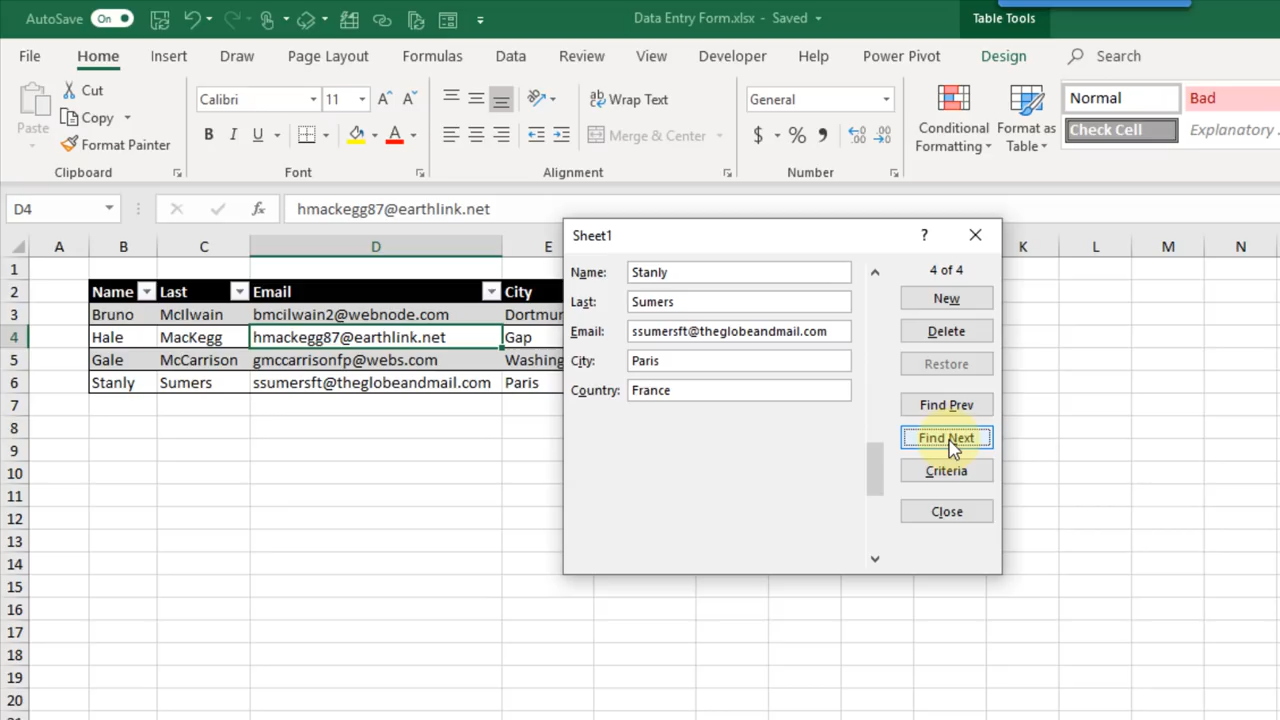 AutoSave On Data Entry Form.xlsx - Saved Table Tools
File Home Insert Draw Page Layout Formulas Data Review View Developer Help Power Pivot Design Search
Paste Cut Copy Format Painter
Clipboard
Calibri 11
B I U A
Font
Wrap Text
Merge & Center
Alignment
General
$ % 9
Number
Conditional Formatting
Format as Table
Normal Bad
Check Cell Explanatory
D4 fx hmackegg87@earthlink.net
A B C D E K L M N
1
2 Name Last Email City
3 Bruno McIlwain bmcilwain2@webnode.com Dortmun
4 Hale MacKegg hmackegg87@earthlink.net Gap
5 Gale McCarrison gmccarrisonfp@webs.com Washing
6 Stanly Sumers ssumersft@theglobeandmail.com Paris
7
8
9
10
11
12
13
14
15
16
17
18
19
20
Sheet1 ?
Name: Stanly
Last: Sumers
Email: ssumersft@theglobeandmail.com
City: Paris
Country: France
4 of 4
New
Delete
Restore
Find Prev
Find Next
Criteria
Close